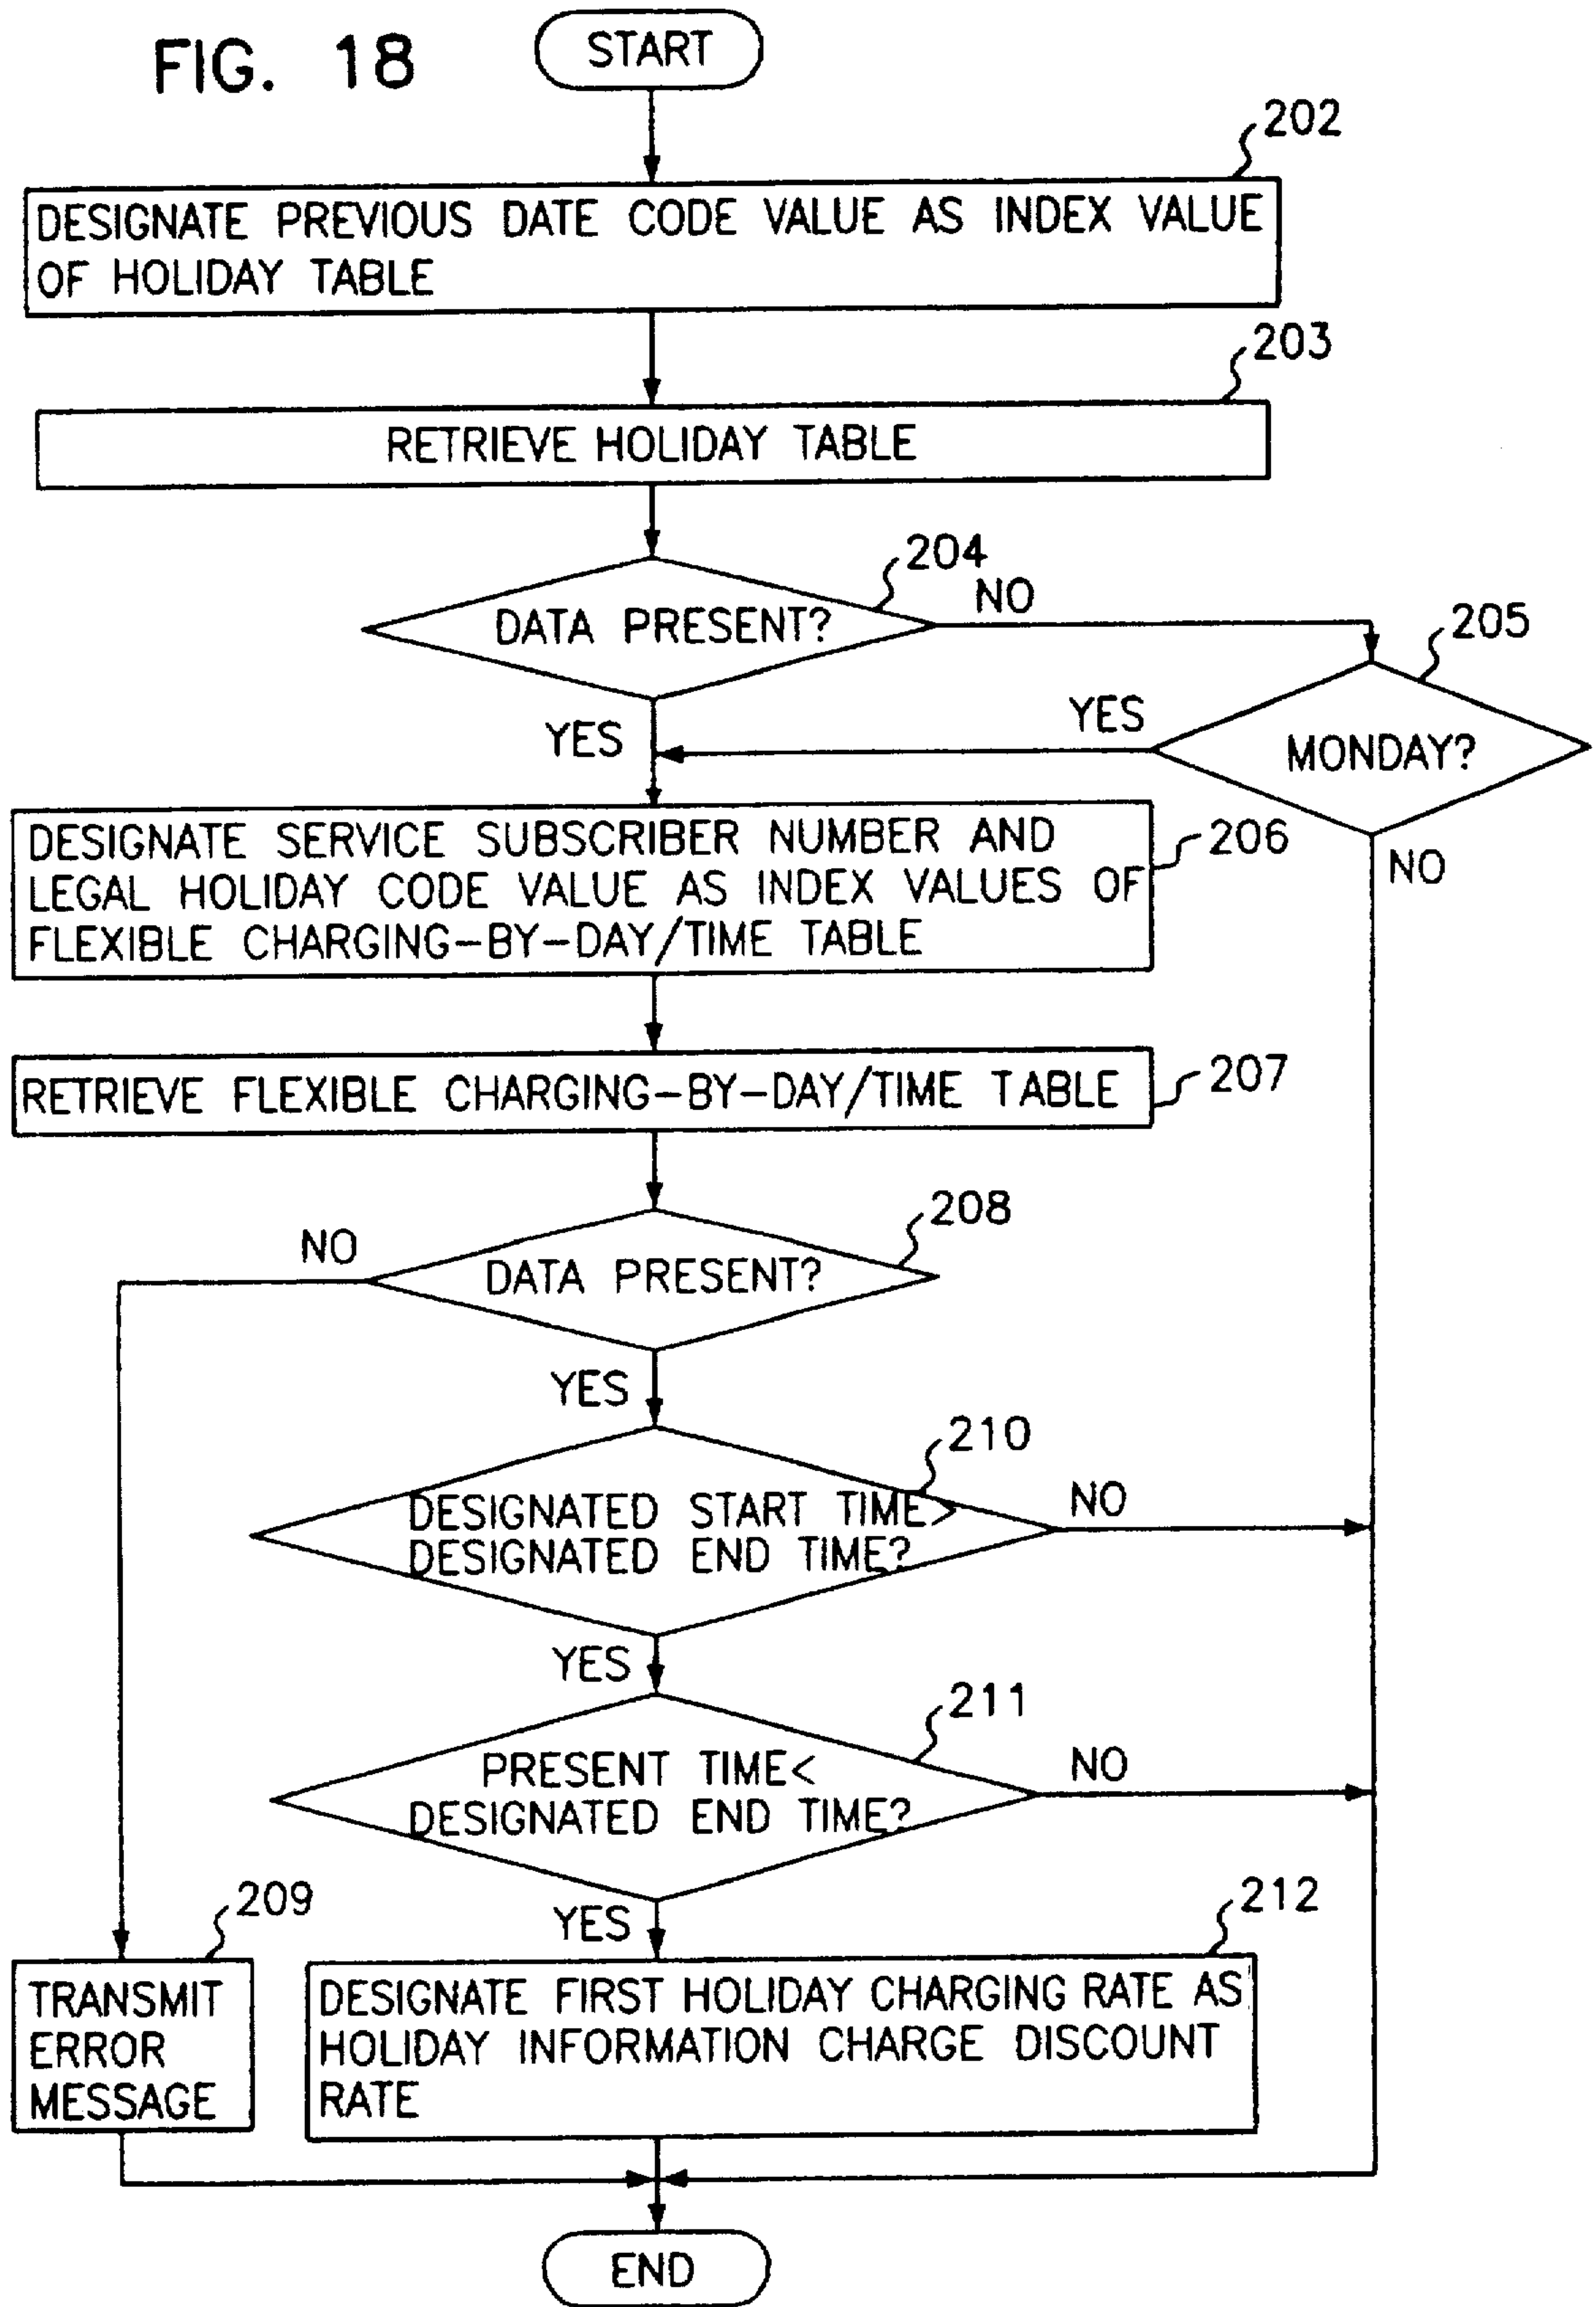 FIG. 18
START
202
DESIGNATE PREVIOUS DATE CODE VALUE AS INDEX VALUE
OF HOLIDAY TABLE
203
RETRIEVE HOLIDAY TABLE
204
DATA PRESENT?
NO
205
YES
YES
MONDAY?
NO
DESIGNATE SERVICE SUBSCRIBER NUMBER AND
LEGAL HOLIDAY CODE VALUE AS INDEX VALUES OF
FLEXIBLE CHARGING-BY-DAY/TIME TABLE
206
RETRIEVE FLEXIBLE CHARGING-BY-DAY/TIME TABLE
207
208
NO
DATA PRESENT?
YES
210
DESIGNATED START TIME>
DESIGNATED END TIME?
NO
YES
211
PRESENT TIME<
DESIGNATED END TIME?
NO
YES
209
212
TRANSMIT
ERROR
MESSAGE
DESIGNATE FIRST HOLIDAY CHARGING RATE AS
HOLIDAY INFORMATION CHARGE DISCOUNT
RATE
END